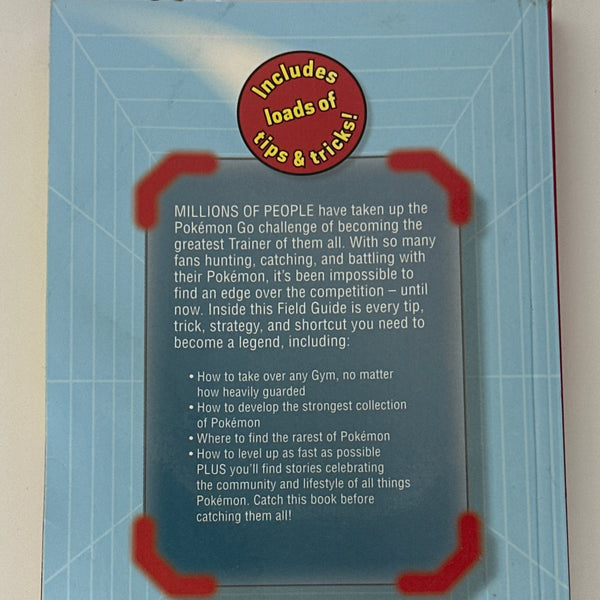 Includes
loads of
tips & tricks!
MILLIONS OF PEOPLE have taken up the
Pokémon Go challenge of becoming the
greatest Trainer of them all. With so many
fans hunting, catching, and battling with
their Pokémon, it's been impossible to
find an edge over the competition – until
now. Inside this Field Guide is every tip,
trick, strategy, and shortcut you need to
become a legend, including:
• How to take over any Gym, no matter
how heavily guarded
• How to develop the strongest collection
of Pokémon
• Where to find the rarest of Pokémon
• How to level up as fast as possible
PLUS you'll find stories celebrating
the community and lifestyle of all things
Pokémon. Catch this book before
catching them all!